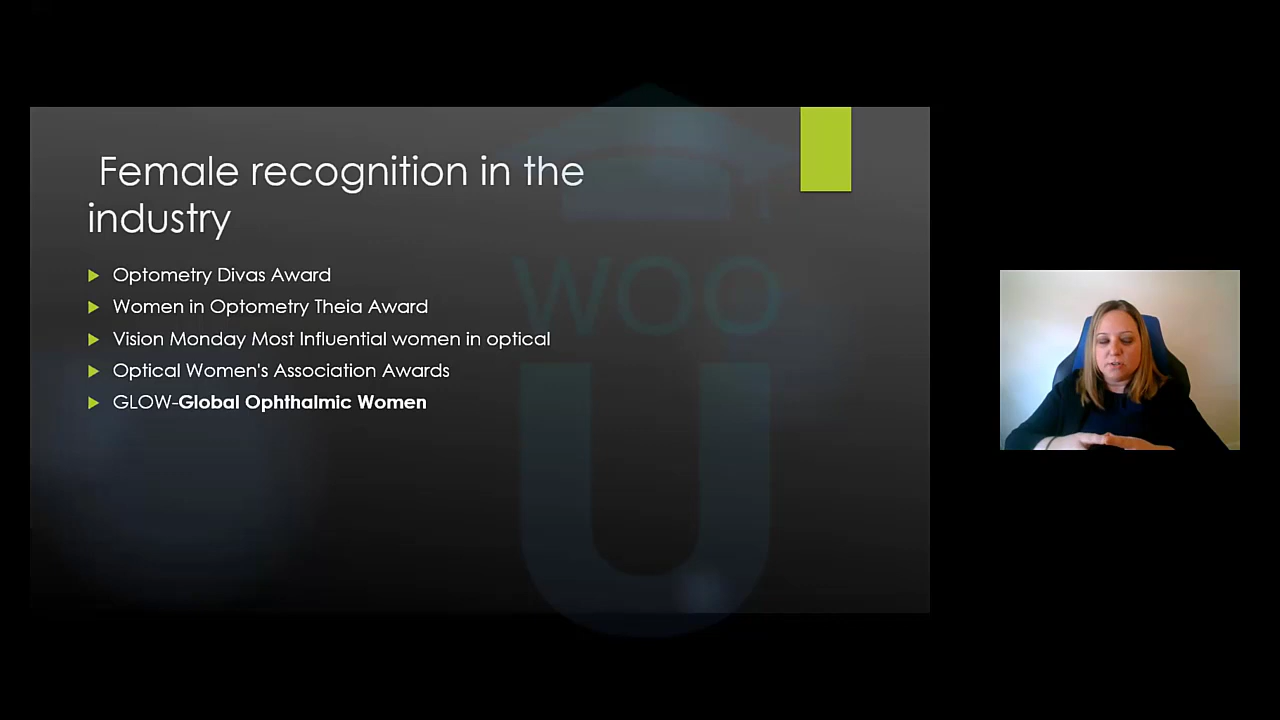 Female recognition in the
industry
Optometry Divas Award
Women in Optometry Theia Award
Vision Monday Most Influential women in optical
Optical Women's Association Awards
GLOW-Global Ophthalmic Women
WOO
U